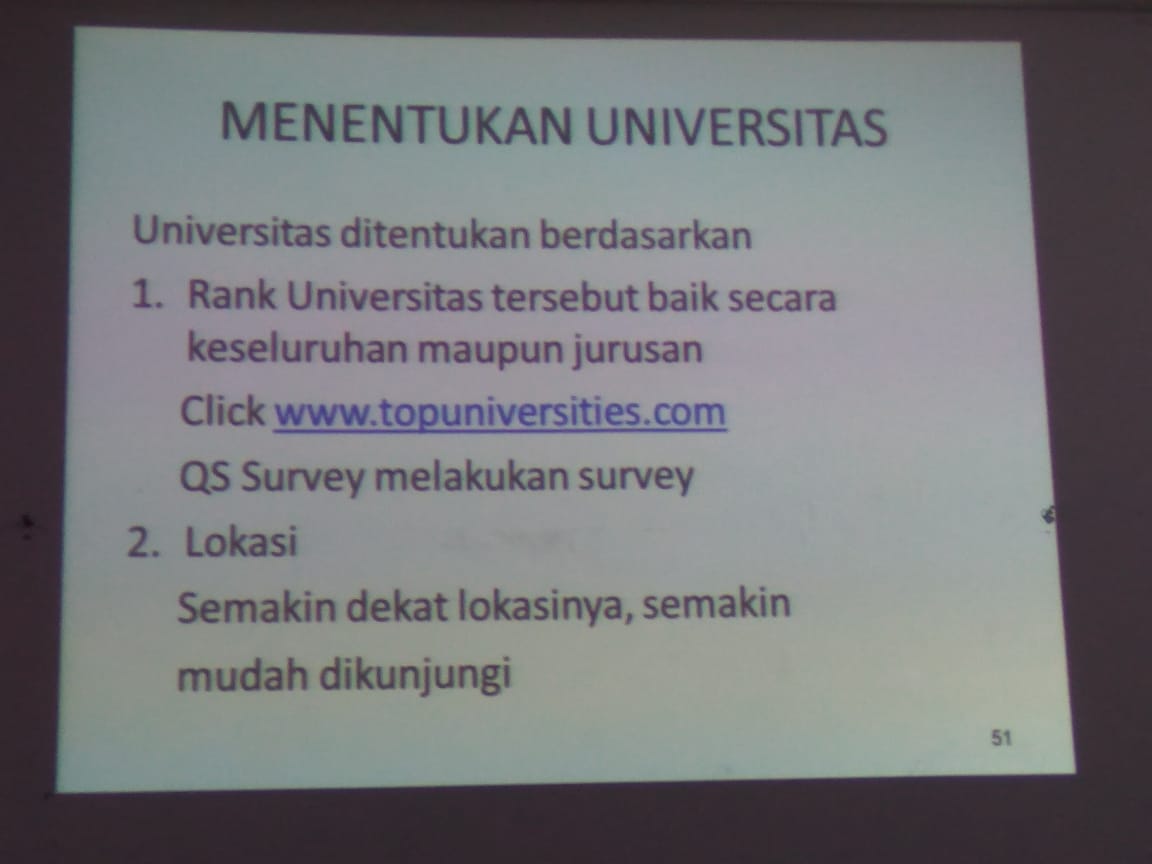 MENENTUKAN UNIVERSITAS
Universitas ditentukan berdasarkan
1. Rank Universitas tersebut baik secara
keseluruhan maupun jurusan
Click www.topuniversities.com
QS Survey melakukan survey
2. Lokasi
Semakin dekat lokasinya, semakin
mudah dikunjungi
51